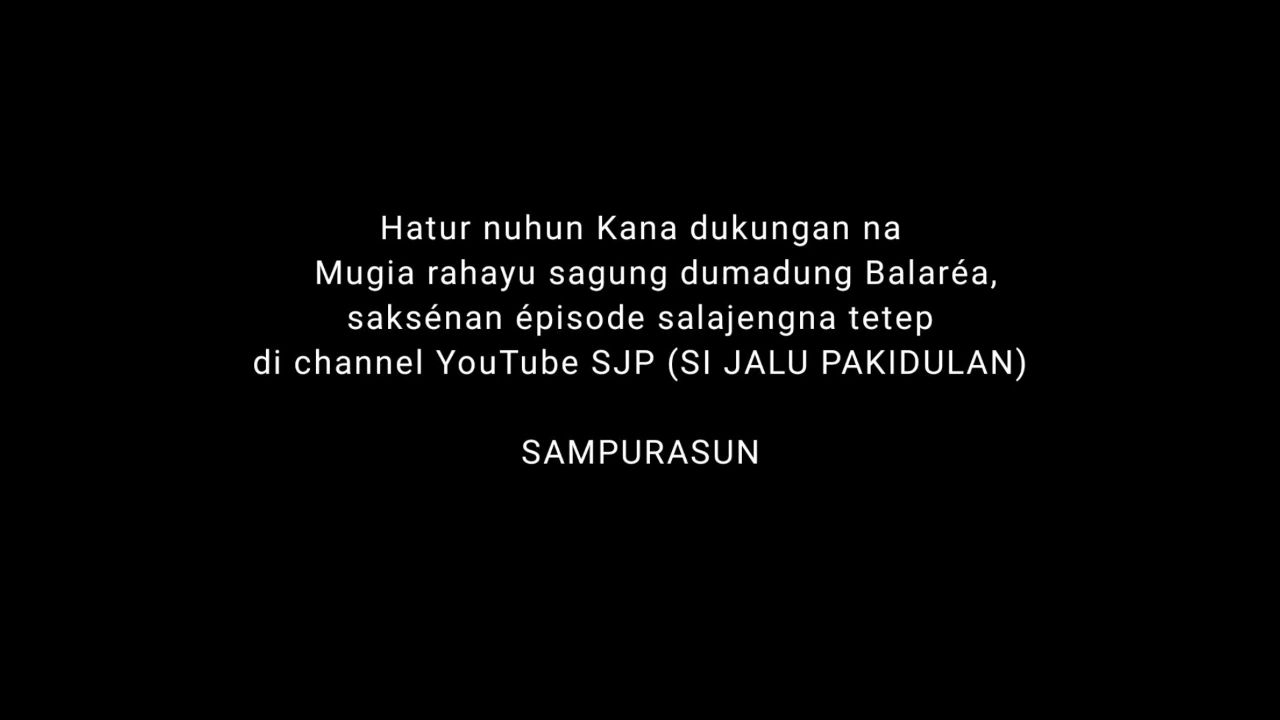 Hatur nuhun Kana dukungan na
Mugia rahayu sagung dumadung Balaréa,
saksénan épisode salajengna tetep
di channel YouTube SJP (SI JALU PAKIDULAN)
SAMPURASUN